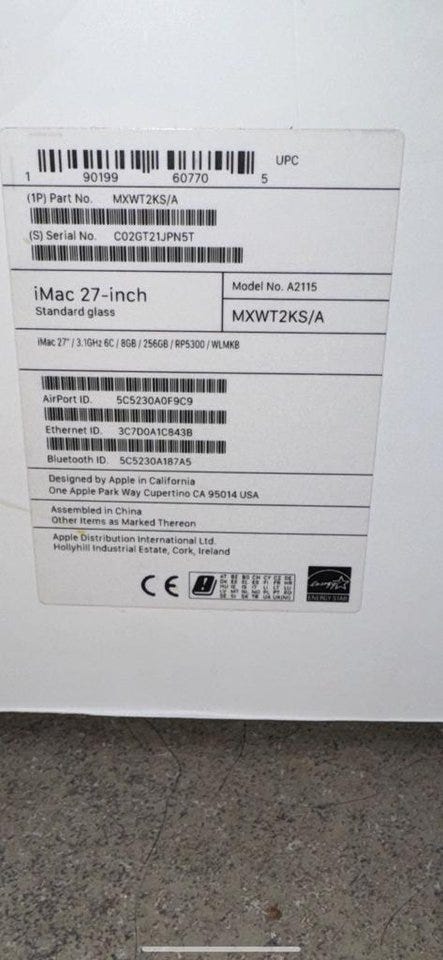 1 90199 60770 5 UPC
(1P) Part No. MXWT2KS/A
(S) Serial No. C02GT21JPN5T
iMac 27-inch
Standard glass
Model No. A2115
MXWT2KS/A
iMac 27"/3.1GHz 6C/8GB/256GB/RP5300/WLMKB
AirPort ID. 5C5230A0F9C9
Ethernet ID. 3C7D0A1C843B
Bluetooth ID. 5C5230A187A5
Designed by Apple in California
One Apple Park Way Cupertino CA 95014 USA
Assembled in China
Other Items as Marked Thereon
Apple Distribution International Ltd.
Hollyhill Industrial Estate, Cork, Ireland
CE
energy
ENERGY STAR